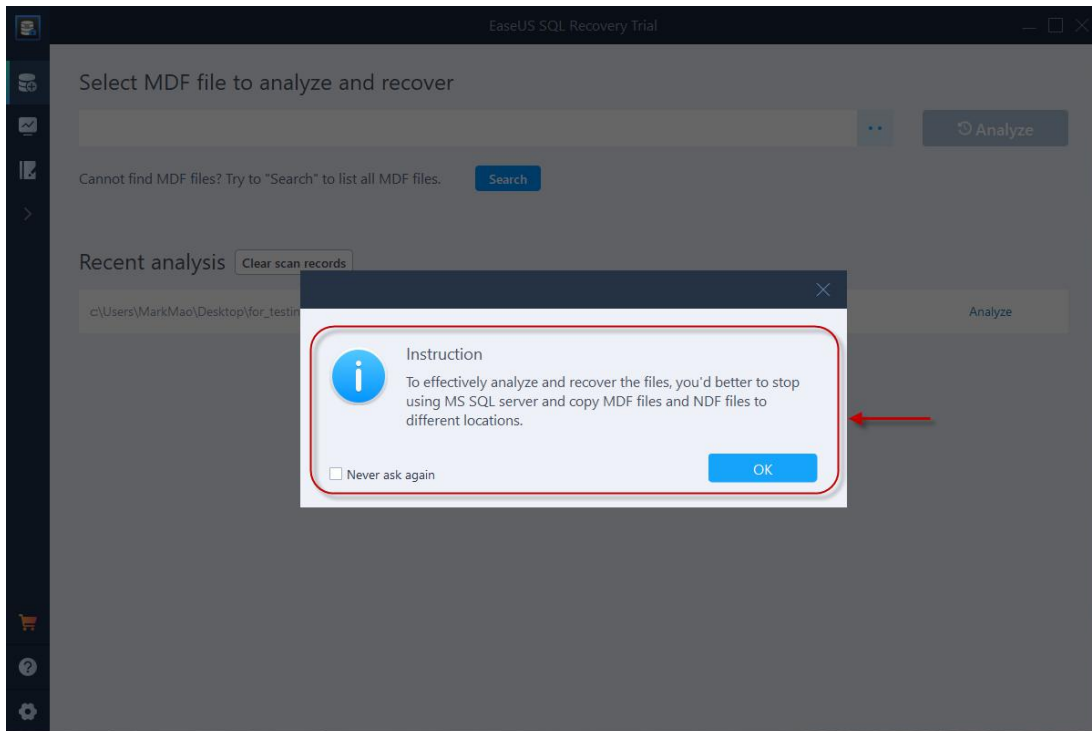 EaseUS SQL Recovery Trial
Select MDF file to analyze and recover
Analyze
Cannot find MDF files? Try to "Search" to list all MDF files.
Search
Recent analysis
Clear scan records
c:\Users\MarkMao\Desktop\for_testin
Analyze
Instruction
To effectively analyze and recover the files, you'd better to stop
using MS SQL server and copy MDF files and NDF files to
different locations.
Never ask again
OK